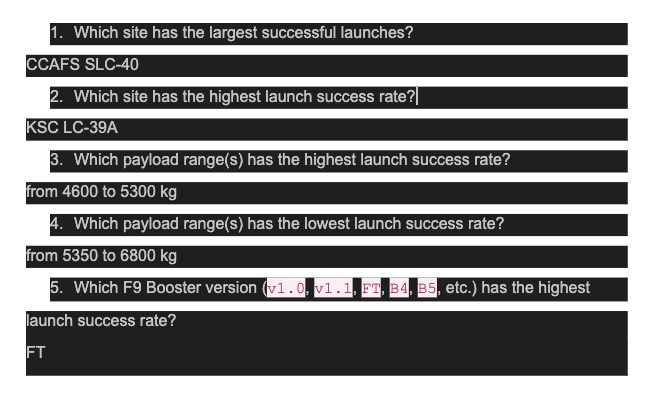 1. Which site has the largest successful launches?
CCAFS SLC-40
2. Which site has the highest launch success rate?
KSC LC-39A
3. Which payload range(s) has the highest launch success rate?
from 4600 to 5300 kg
4. Which payload range(s) has the lowest launch success rate?
from 5350 to 6800 kg
5. Which F9 Booster version (v1.0, v1.1, FT, B4, B5, etc.) has the highest
launch success rate?
FT